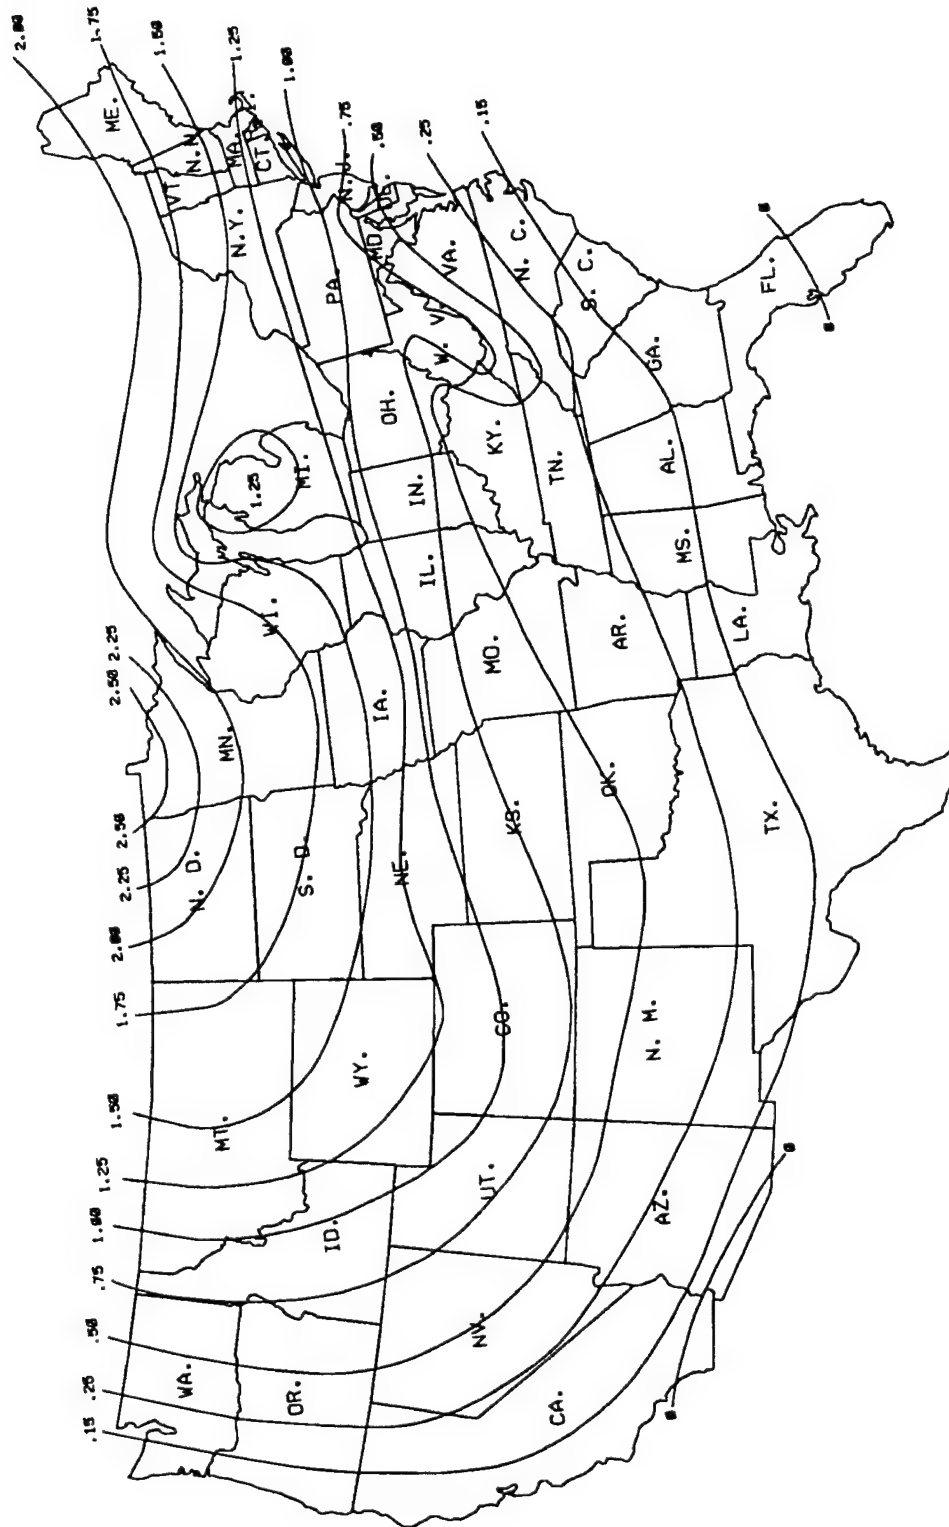 .15
.25
.50
.75
1.00
1.25
1.50
1.75
2.00
2.25
2.50
2.50
2.25
2.00
1.75
1.50
1.25
1.00
.75
.50
.25
.15
WA.
MT.
N. D.
MN.
ME.
VT.
N.H.
MA.
CT.
OR.
ID.
WY.
S. D.
WI.
1.25
MI.
N.Y.
NV.
UT.
CO.
NE.
IA.
IL.
IN.
OH.
PA.
N.J.
MD.
DE.
CA.
KS.
MO.
KY.
W. V.
VA.
AZ.
N. M.
OK.
AR.
TN.
N. C.
S. C.
TX.
LA.
MS.
AL.
GA.
FL.
0
0
0
0